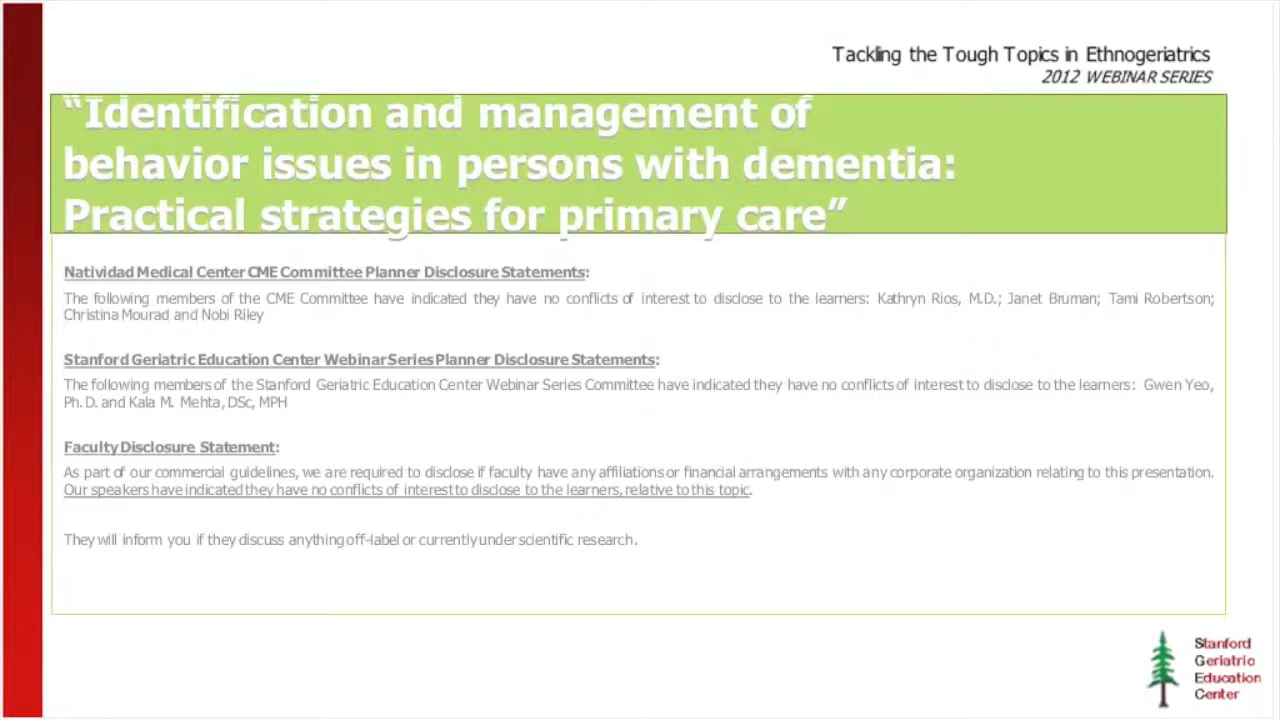 Tackling the Tough Topics in Ethnogeriatrics
2012 WEBINAR SERIES
“Identification and management of
behavior issues in persons with dementia:
Practical strategies for primary care”
Natividad Medical Center CME Committee Planner Disclosure Statements:
The following members of the CME Committee have indicated they have no conflicts of interest to disclose to the learners: Kathryn Rios, M.D.; Janet Bruman; Tami Robertson;
Christina Mourad and Nobi Riley
Stanford Geriatric Education Center Webinar Series Planner Disclosure Statements:
The following members of the Stanford Geriatric Education Center Webinar Series Committee have indicated they have no conflicts of interest to disclose to the learners: Gwen Yeo,
Ph.D. and Kala M. Mehta, DSc, MPH
Faculty Disclosure Statement:
As part of our commercial guidelines, we are required to disclose if faculty have any affiliations or financial arrangements with any corporate organization relating to this presentation.
Our speakers have indicated they have no conflicts of interest to disclose to the learners, relative to this topic.
They will inform you if they discuss anything off-label or currently under scientific research.
Stanford
Geriatric
Education
Center